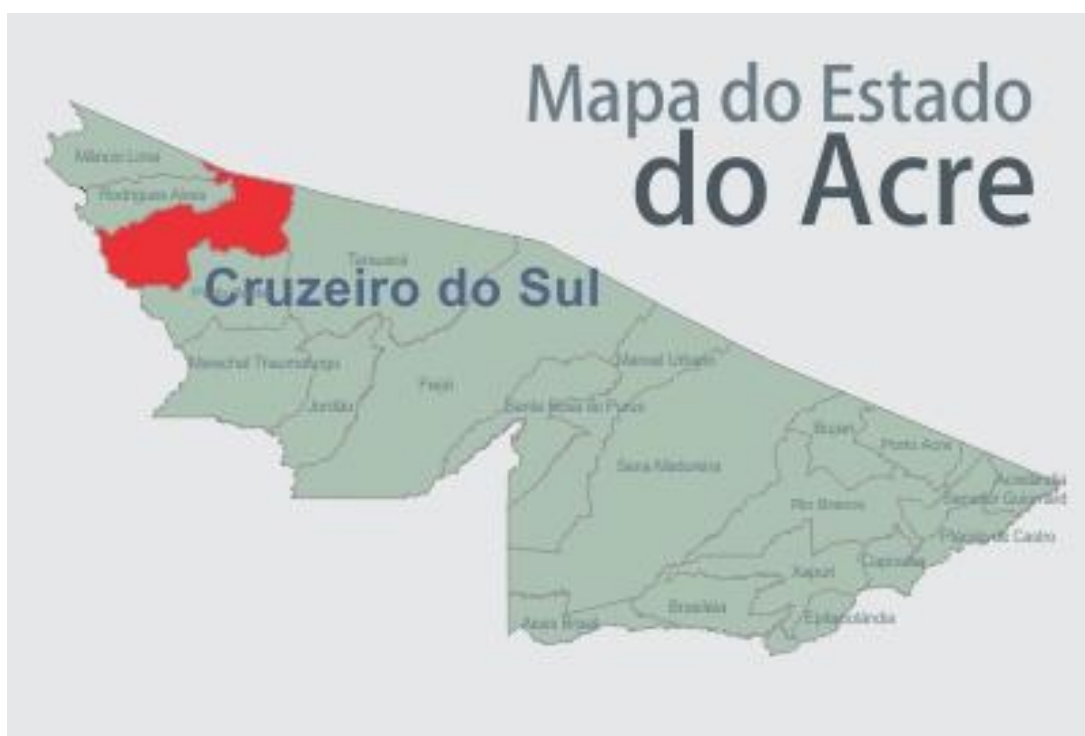 Mapa do Estado
do Acre
Mâncio Lima
Rodrigues Alves
Tarauacá
Cruzeiro do Sul
Marechal Thaumaturgo
Jordão
Feijó
Manoel Urbano
Santa Rosa do Purus
Sena Madureira
Bujari
Porto Acre
Acrelândia
Senador Guiomard
Rio Branco
Plácido de Castro
Capixaba
Xapuri
Brasiléia
Epitaciolândia
Assis Brasil